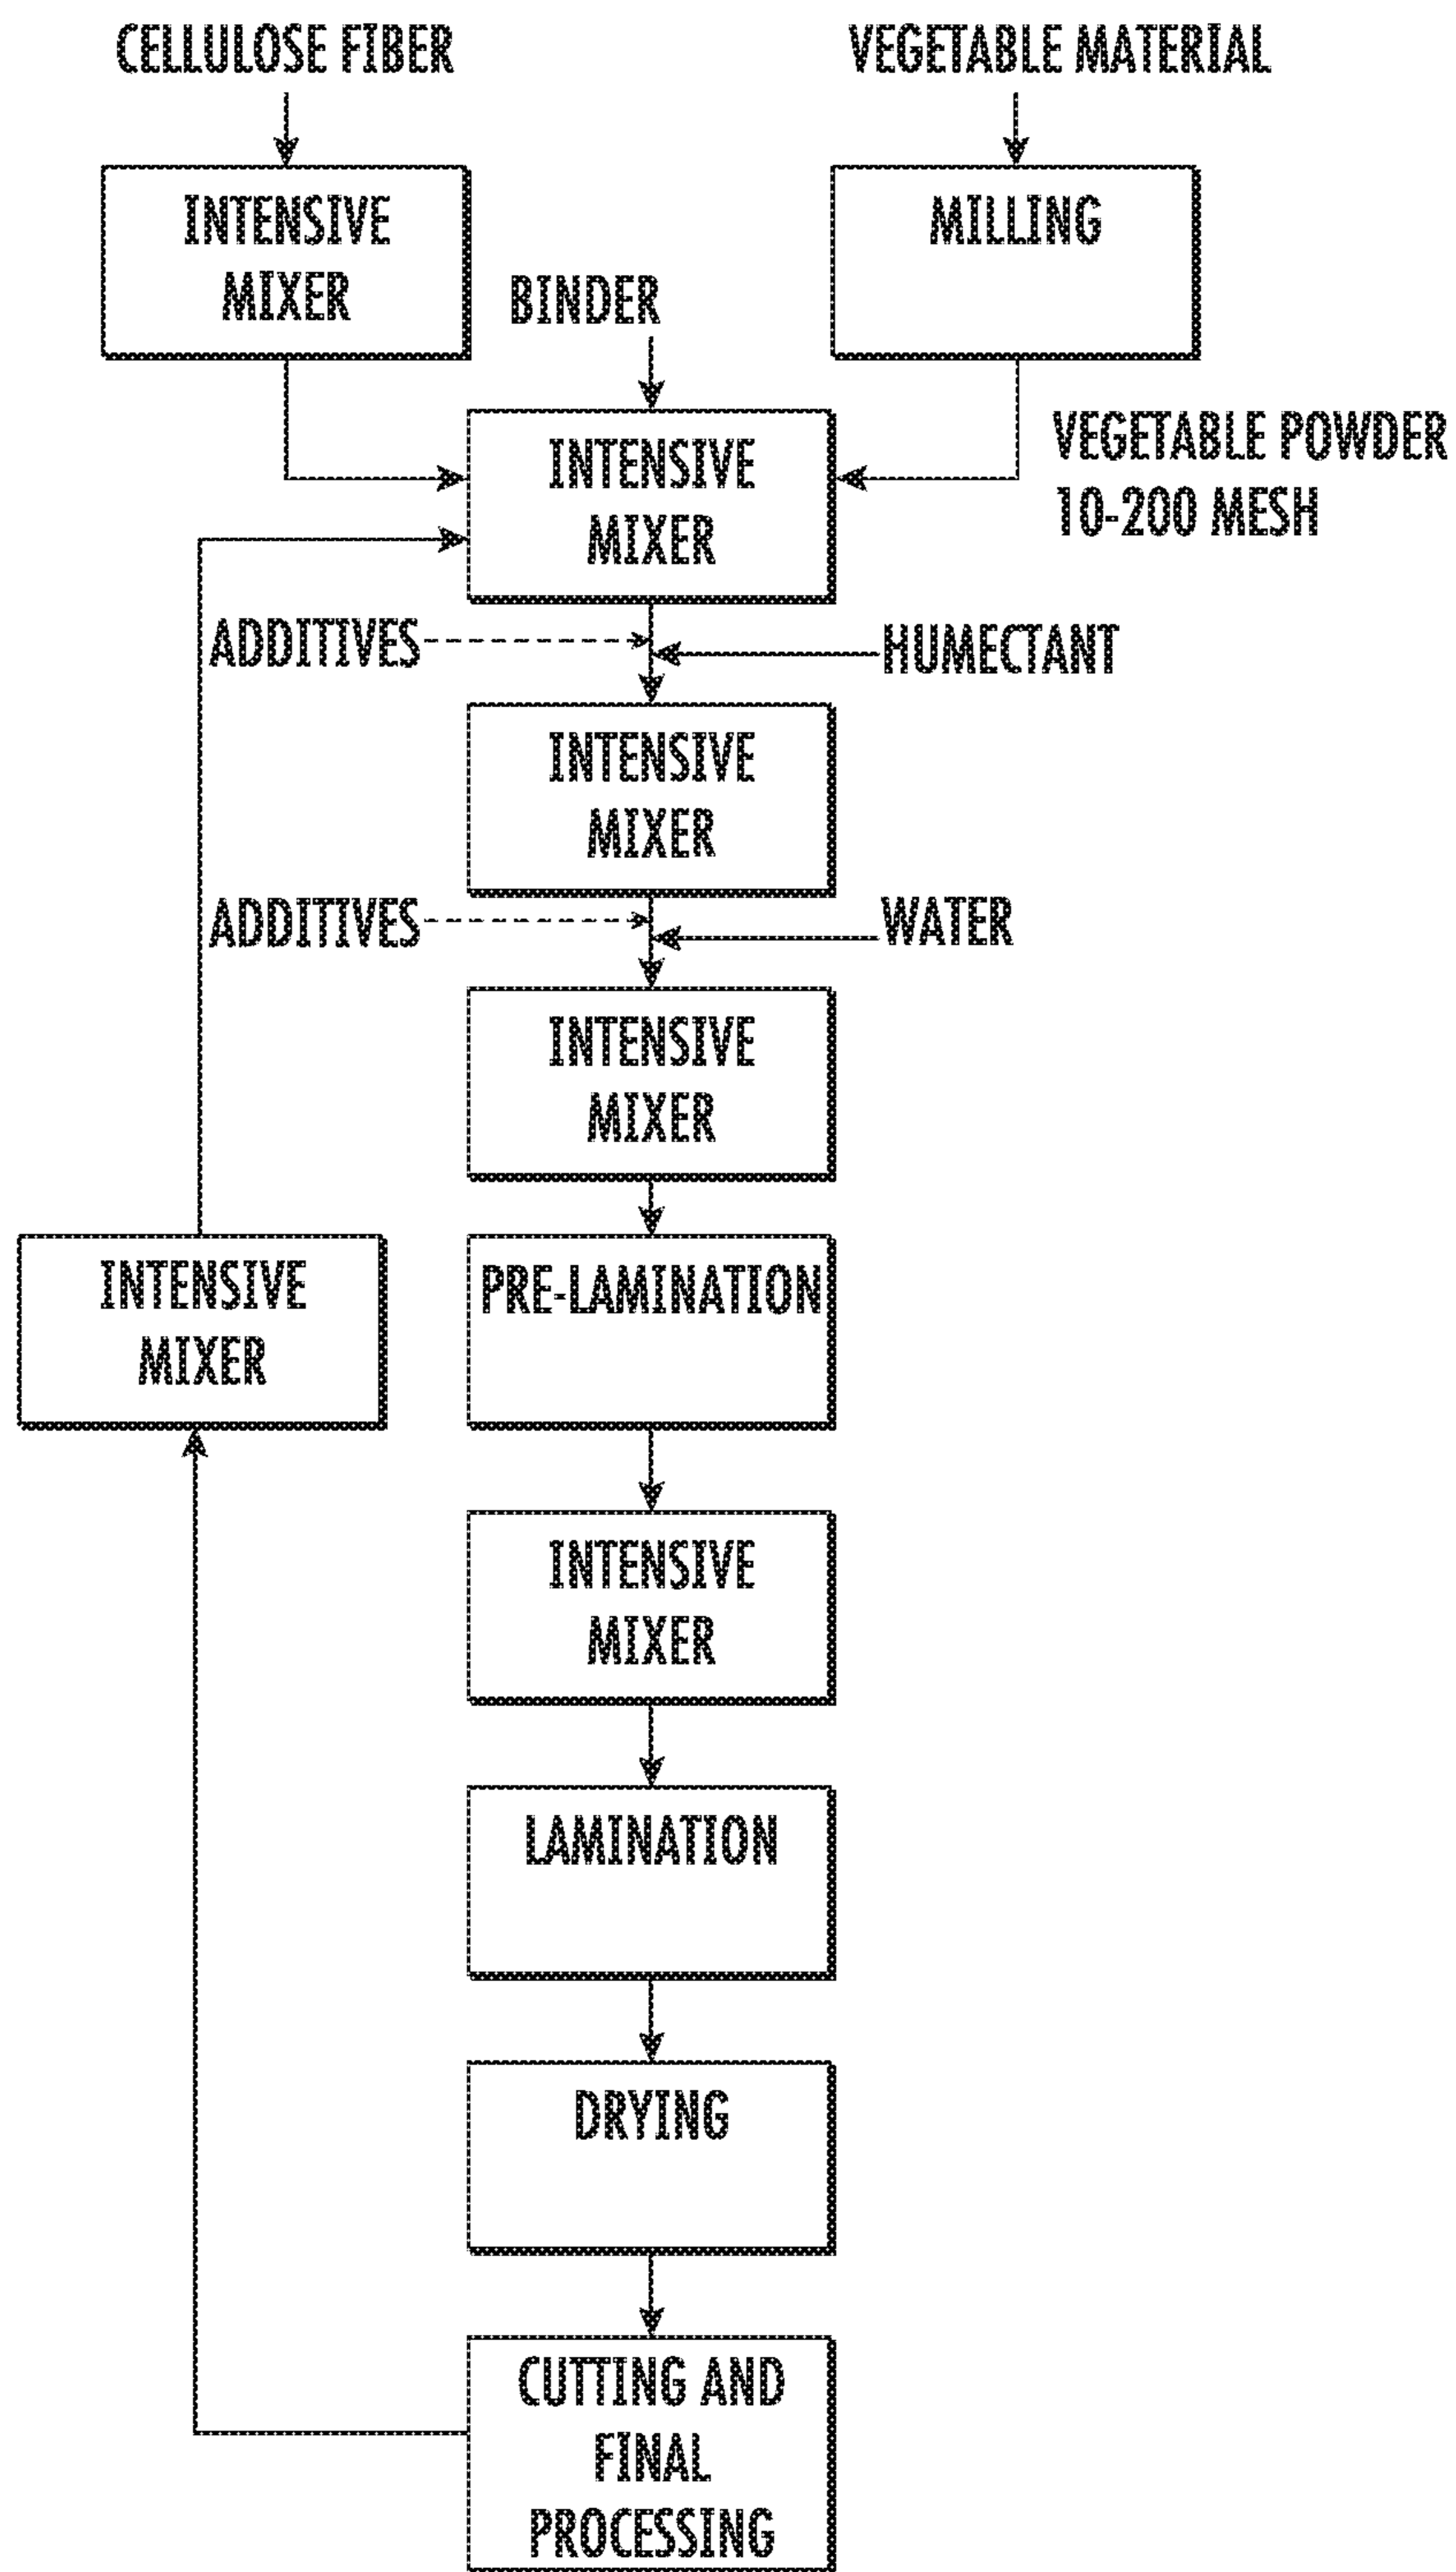 CELLULOSE FIBER
VEGETABLE MATERIAL
INTENSIVE
MIXER
MILLING
BINDER
VEGETABLE POWDER
10-200 MESH
INTENSIVE
MIXER
ADDITIVES
HUMECTANT
INTENSIVE
MIXER
ADDITIVES
WATER
INTENSIVE
MIXER
INTENSIVE
MIXER
PRE-LAMINATION
INTENSIVE
MIXER
LAMINATION
DRYING
CUTTING AND
FINAL
PROCESSING